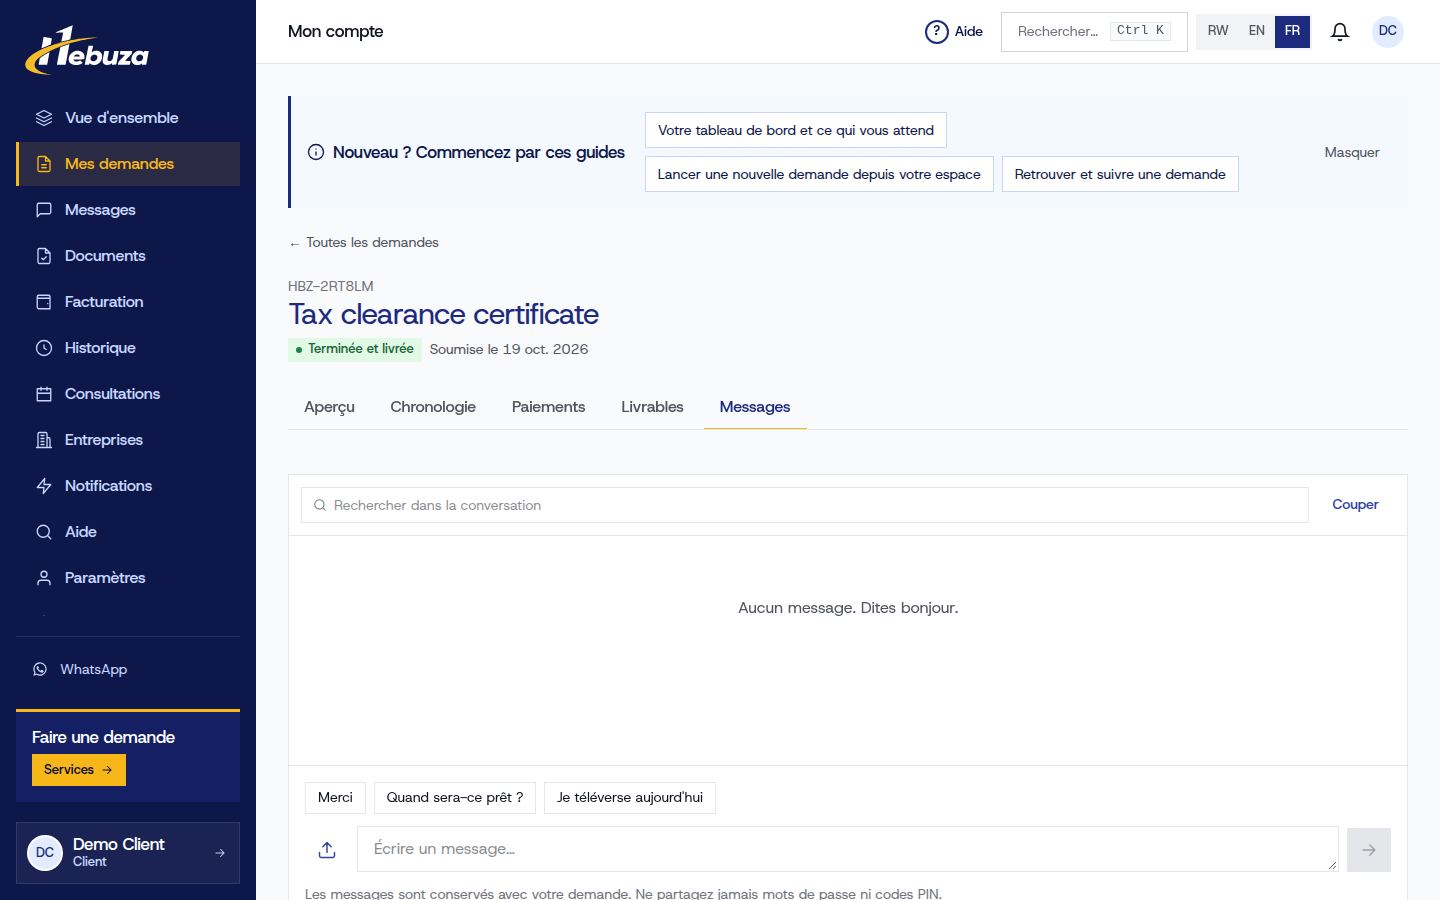 Hebuza
Vue d'ensemble
Mes demandes
Messages
Documents
Facturation
Historique
Consultations
Entreprises
Notifications
Aide
Paramètres
WhatsApp
Faire une demande
Services →
DC
Demo Client
Client
→
Mon compte
? Aide
Rechercher... Ctrl K
RW EN FR
DC
Nouveau ? Commencez par ces guides
Votre tableau de bord et ce qui vous attend
Lancer une nouvelle demande depuis votre espace
Retrouver et suivre une demande
Masquer
← Toutes les demandes
HBZ-2RT8LM
Tax clearance certificate
Terminée et livrée Soumise le 19 oct. 2026
Aperçu Chronologie Paiements Livrables Messages
Rechercher dans la conversation
Couper
Aucun message. Dites bonjour.
Merci Quand sera-ce prêt ? Je téléverse aujourd'hui
Écrire un message...
→
Les messages sont conservés avec votre demande. Ne partagez jamais mots de passe ni codes PIN.